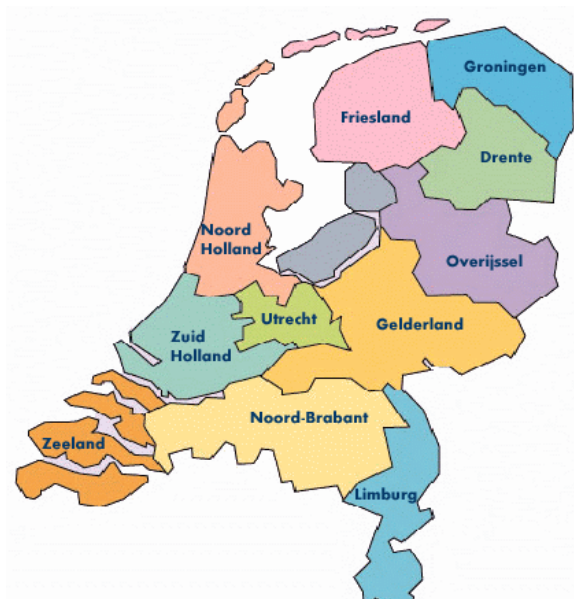 Groningen
Friesland
Drente
Noord
Holland
Overijssel
Utrecht
Gelderland
Zuid
Holland
Noord-Brabant
Zeeland
Limburg